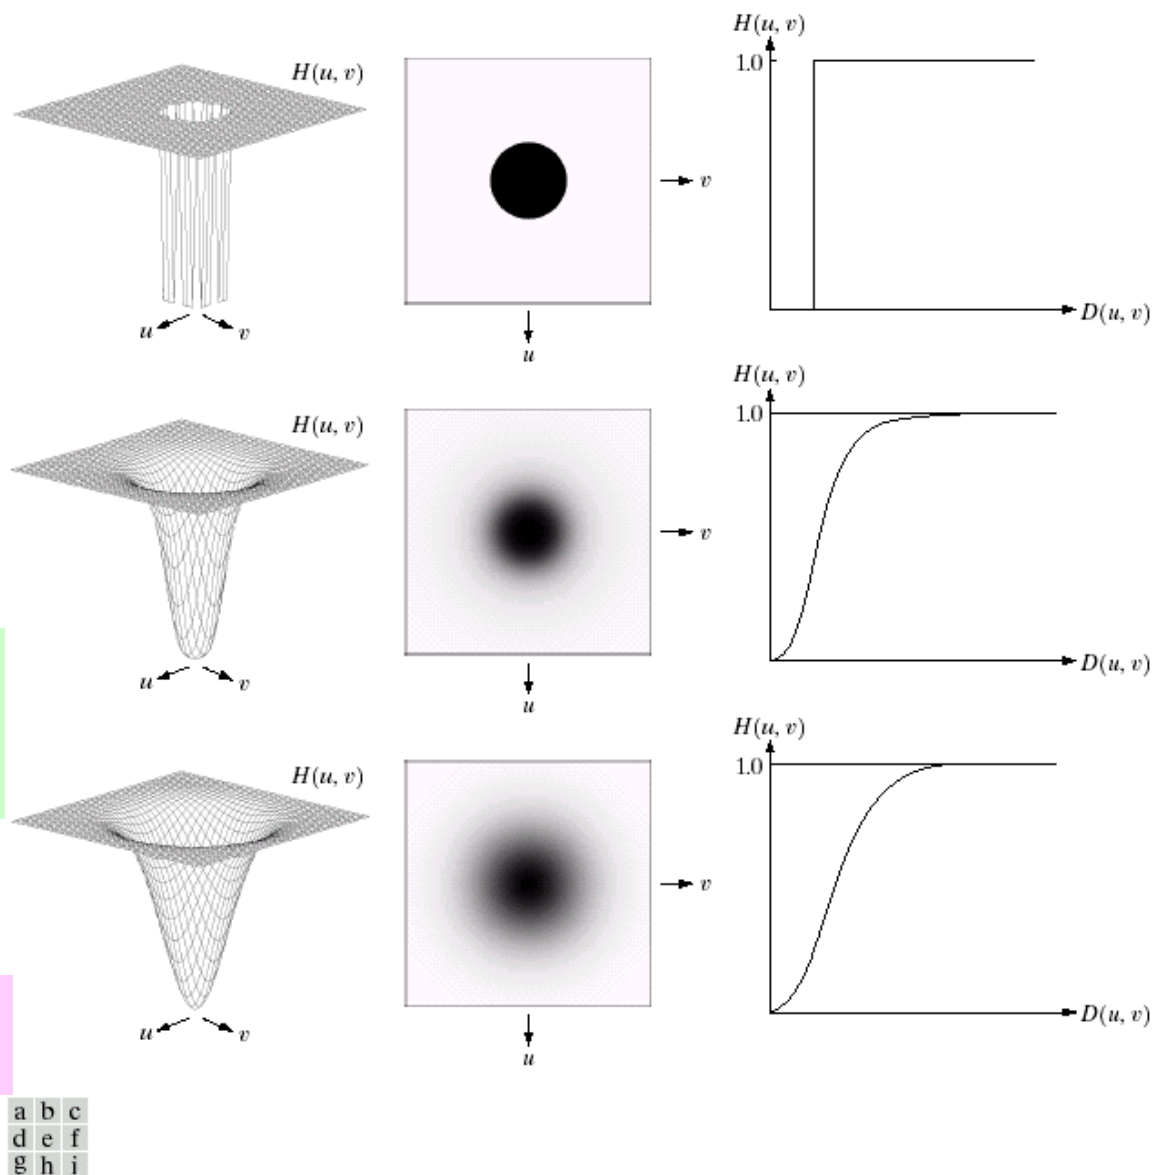 H(u, v)
u
v
v
u
H(u, v)
1.0
D(u, v)
H(u, v)
u
v
v
u
H(u, v)
1.0
D(u, v)
H(u, v)
u
v
v
u
H(u, v)
1.0
D(u, v)
a b c
d e f
g h i